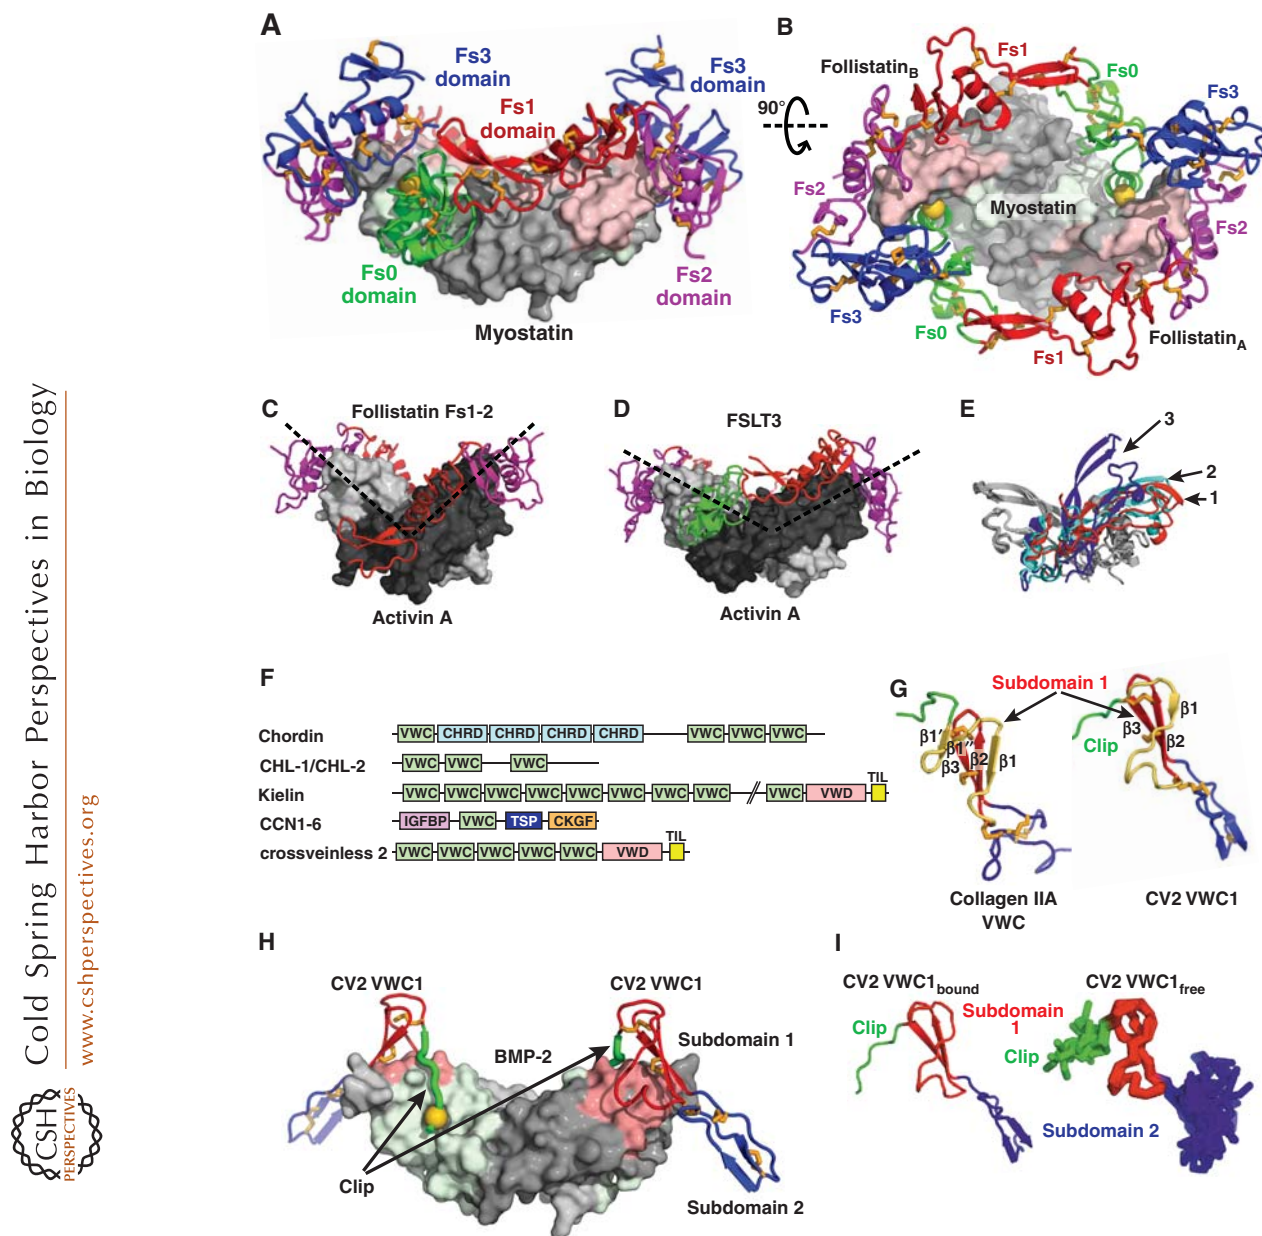 Cold Spring Harbor Perspectives in Biology
www.cshperspectives.org
CSH
PERSPECTIVES
A
Fs3
domain
Fs1
domain
Fs3
domain
Fs0
domain
Fs2
domain
Myostatin
B
90°
Follistatin_B
Fs1
Fs0
Fs3
Fs2
Myostatin
Fs2
Fs3
Fs0
Fs1
Follistatin_A
C
Follistatin Fs1-2
Activin A
D
FSLT3
Activin A
E
3
2
1
F
Chordin VWC CHRD CHRD CHRD CHRD VWC VWC VWC
CHL-1/CHL-2 VWC VWC VWC
TIL
Kielin VWC VWC VWC VWC VWC VWC VWC VWC VWC VWD
CCN1-6 IGFBP VWC TSP CKGF
TIL
crossveinless 2 VWC VWC VWC VWC VWC VWD
G
Subdomain 1
β1′
β1″
β3
β2
β1
Collagen IIA
VWC
Clip
β1
β3
β2
CV2 VWC1
H
CV2 VWC1
CV2 VWC1
BMP-2
Subdomain 1
Clip
Subdomain 2
I
CV2 VWC1bound
CV2 VWC1free
Clip
Subdomain
1
Clip
Subdomain 2